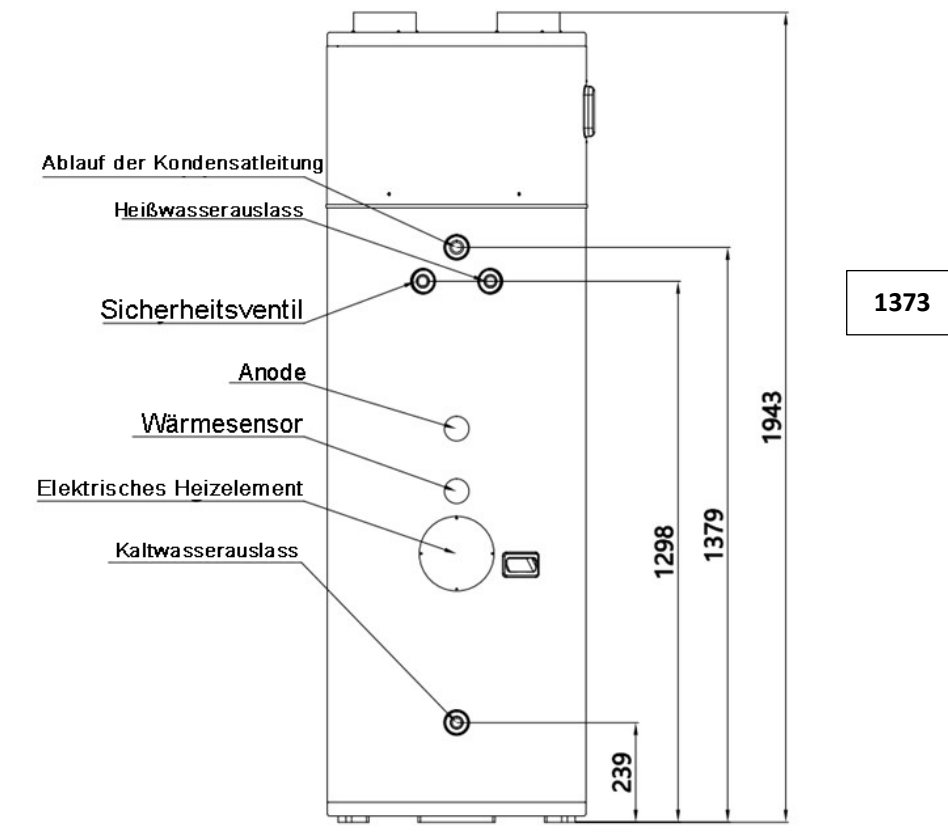 Ablauf der Kondensatleitung
Heißwasserauslass
Sicherheitsventil
Anode
Wärmesensor
Elektrisches Heizelement
Kaltwasserauslass
239
1298
1379
1943
1373